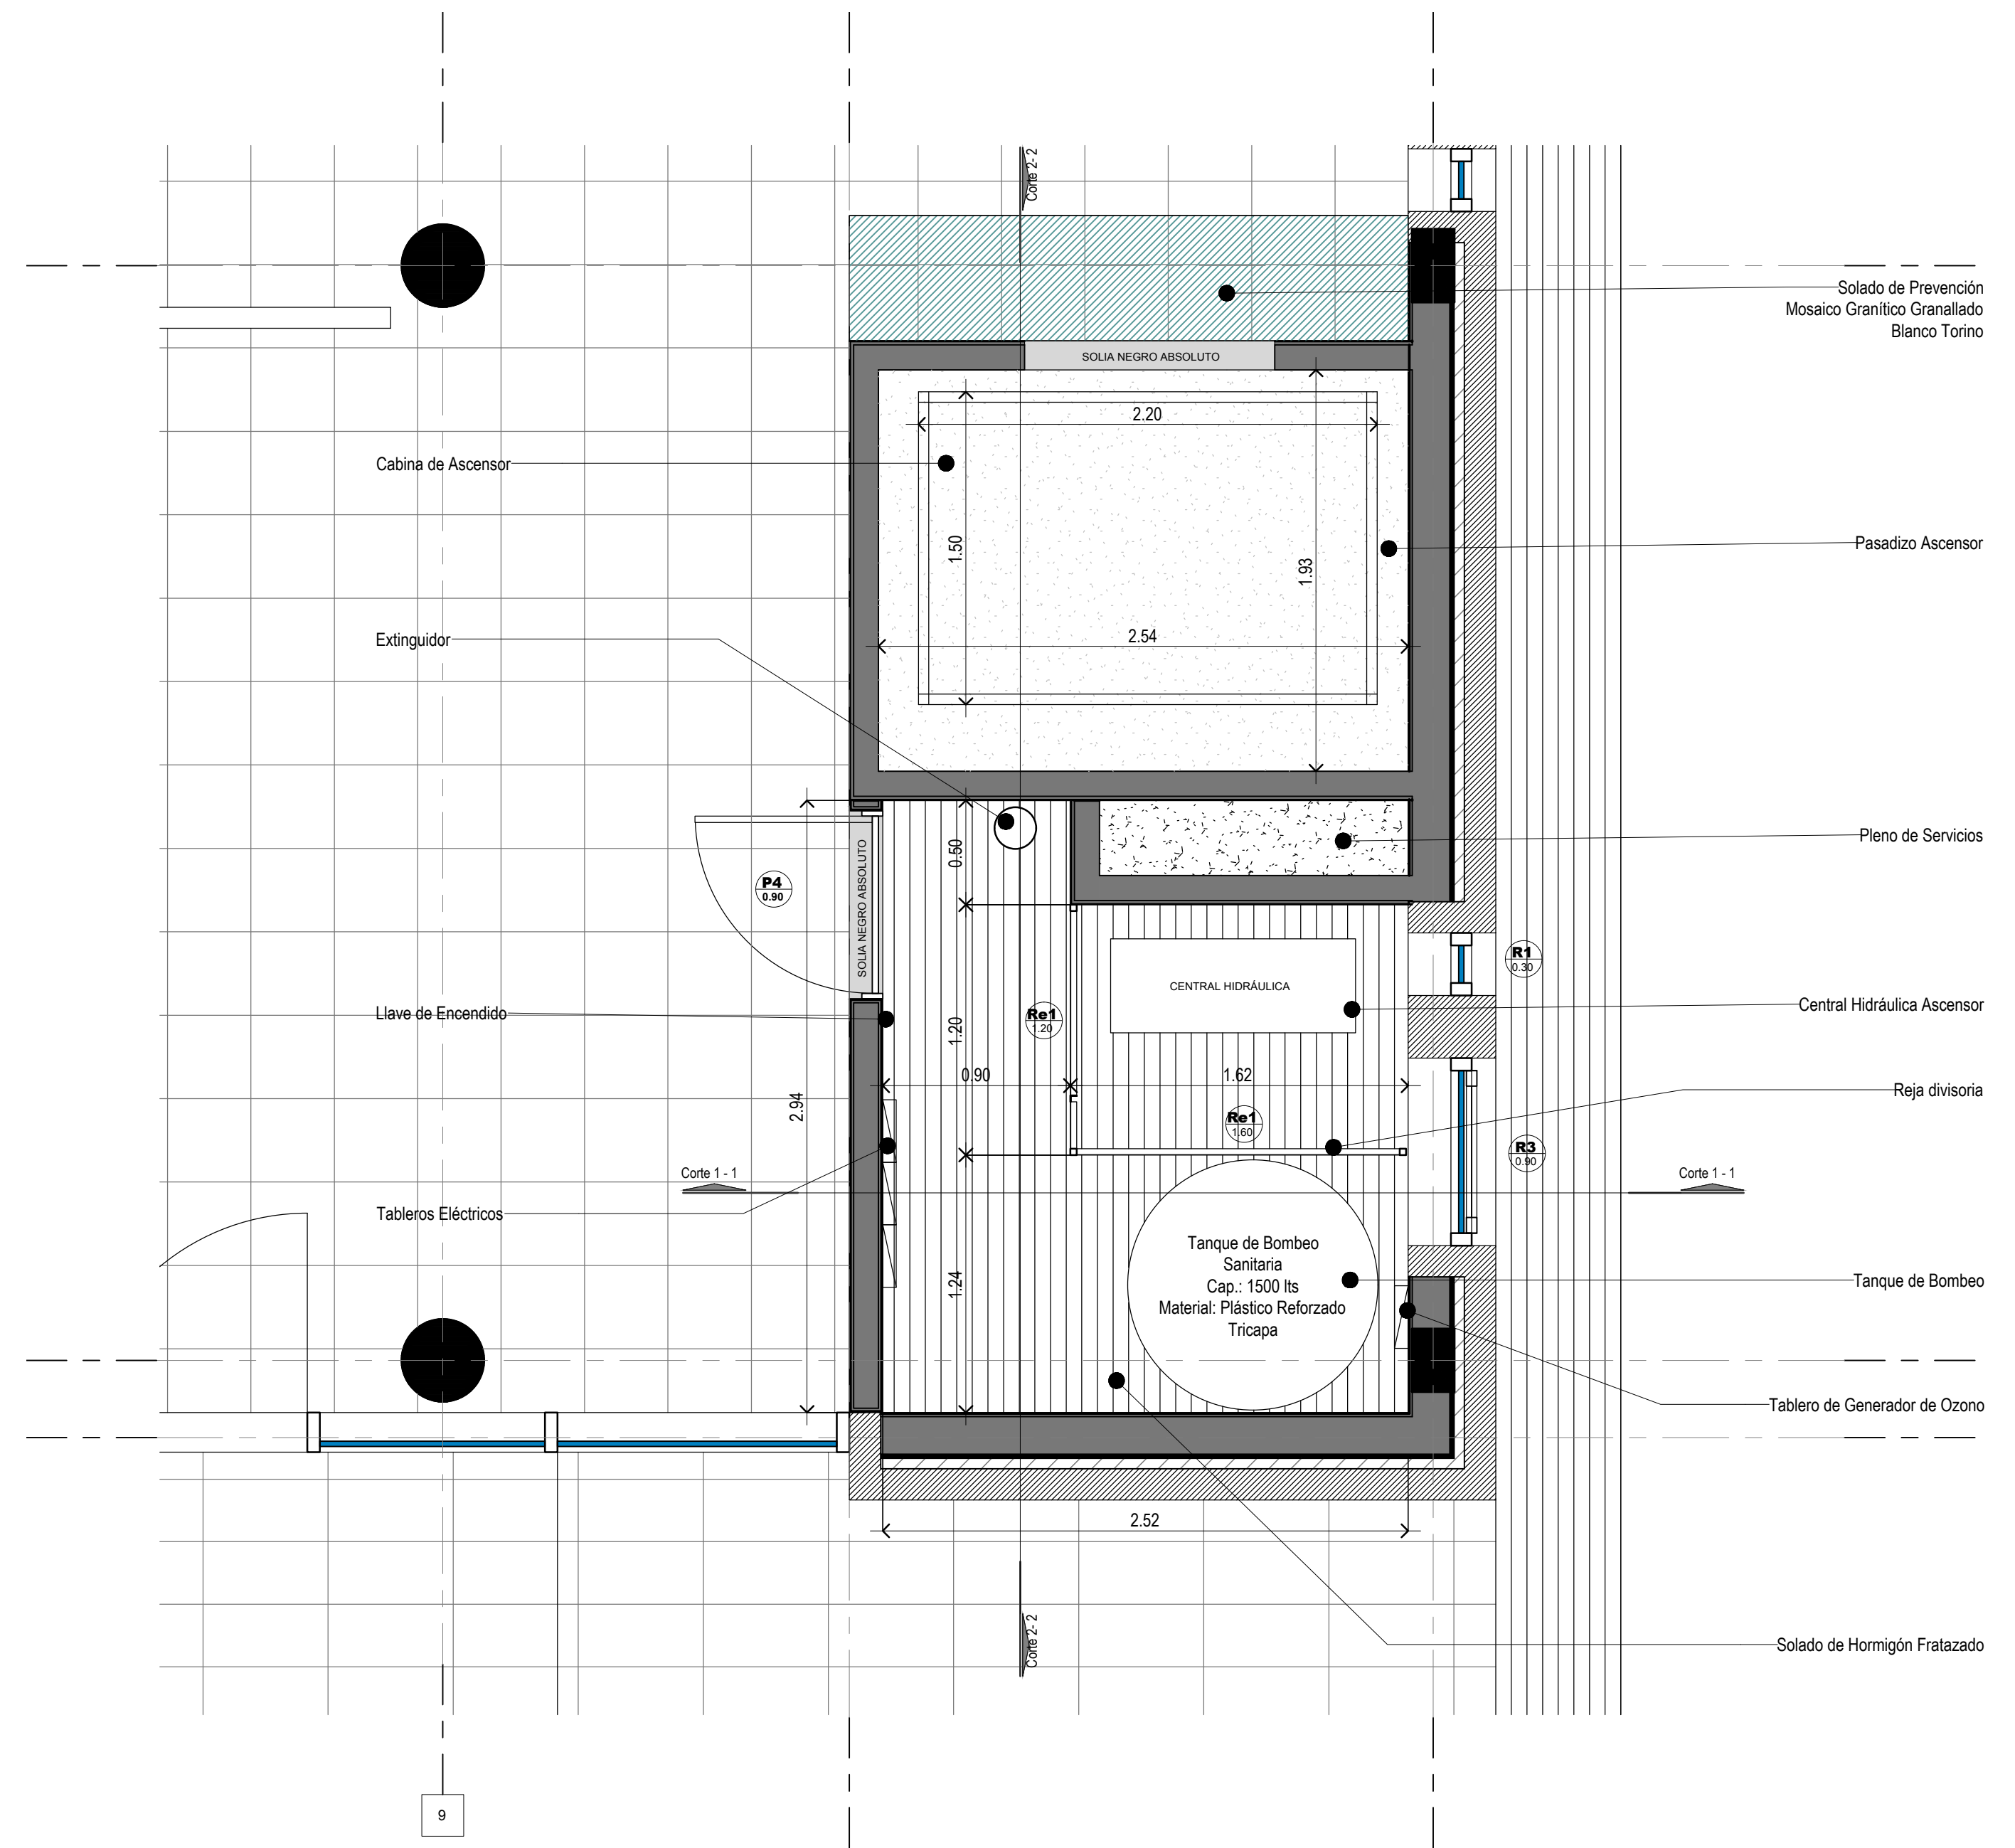 Corte 2- 2
Solado de Prevención
Mosaico Granítico Granallado
Blanco Torino
SOLIA NEGRO ABSOLUTO
2.20
Cabina de Ascensor
1.50
1.93
Pasadizo Ascensor
Extinguidor
2.54
Pleno de Servicios
0.50
P4
0.90
SOLIA NEGRO ABSOLUTO
R1
0.30
CENTRAL HIDRÁULICA
Central Hidráulica Ascensor
Llave de Encendido
Re1
1.20
1.20
0.90
1.62
Reja divisoria
2.94
Re1
1.60
R3
0.90
Corte 1 - 1
Corte 1 - 1
Tableros Eléctricos
Tanque de Bombeo
Sanitaria
Cap.: 1500 lts
Material: Plástico Reforzado
Tricapa
Tanque de Bombeo
1.24
Tablero de Generador de Ozono
2.52
Corte 2- 2
Solado de Hormigón Fratazado
9